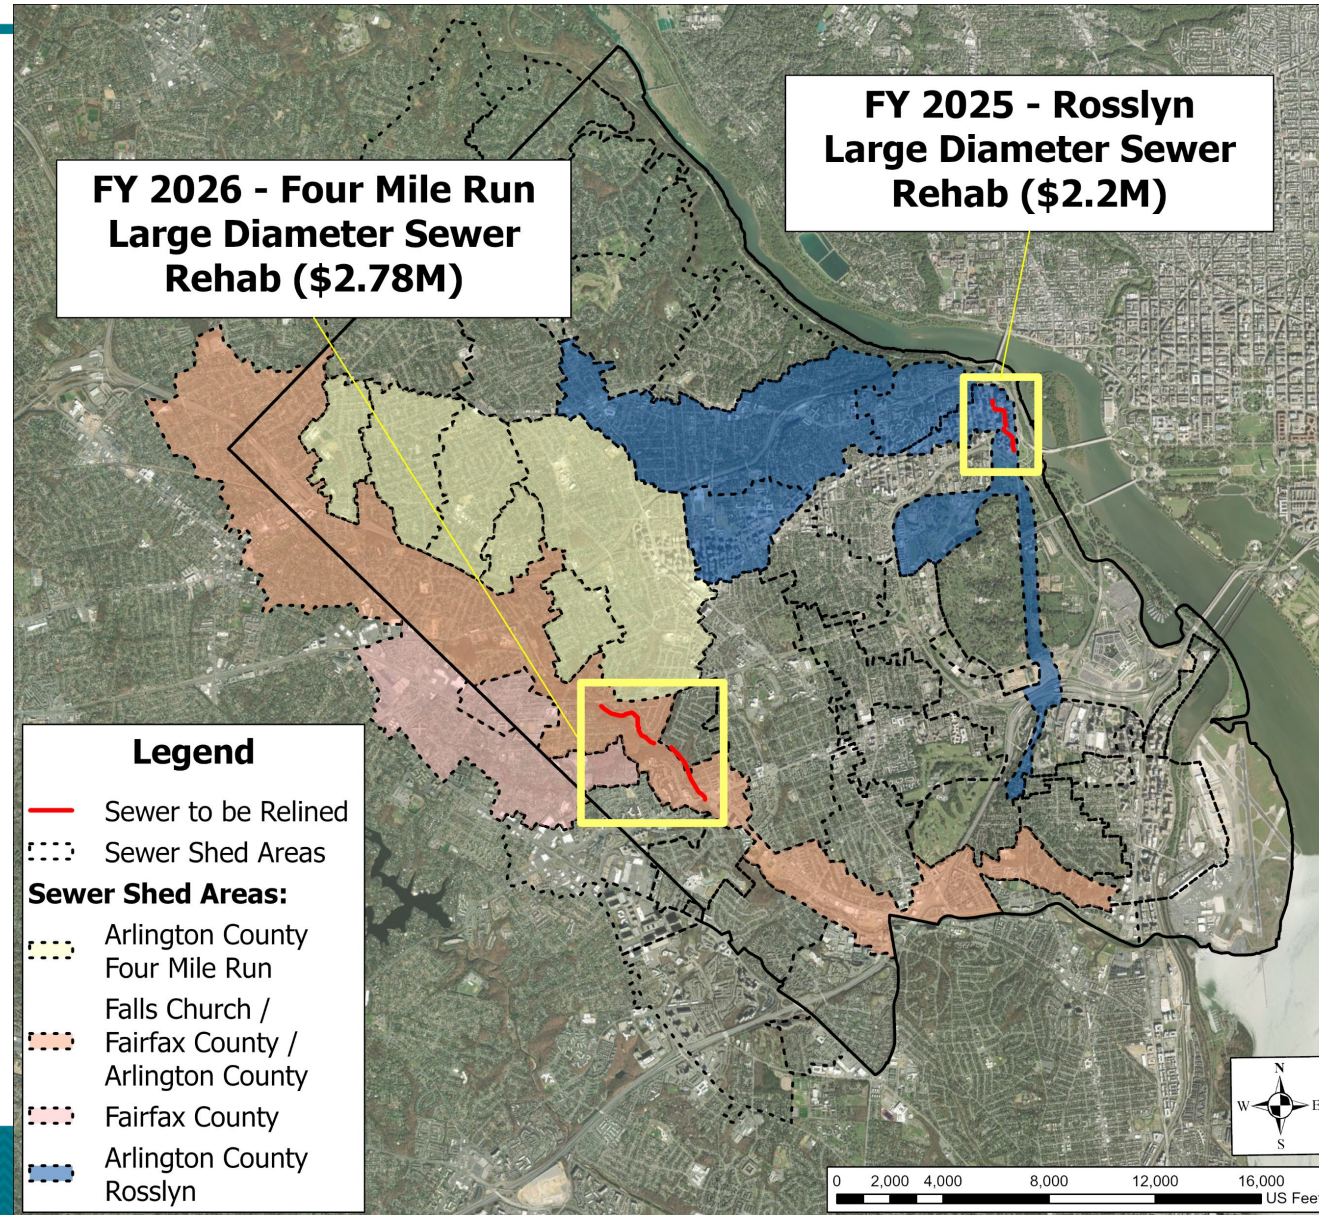 FY 2026 - Four Mile Run
Large Diameter Sewer
Rehab ($2.78M)
FY 2025 - Rosslyn
Large Diameter Sewer
Rehab ($2.2M)
Legend
Sewer to be Relined
Sewer Shed Areas
Sewer Shed Areas:
Arlington County
Four Mile Run
Falls Church /
Fairfax County /
Arlington County
Fairfax County
Arlington County
Rosslyn
N
W E
S
0 2,000 4,000 8,000 12,000 16,000
US Feet